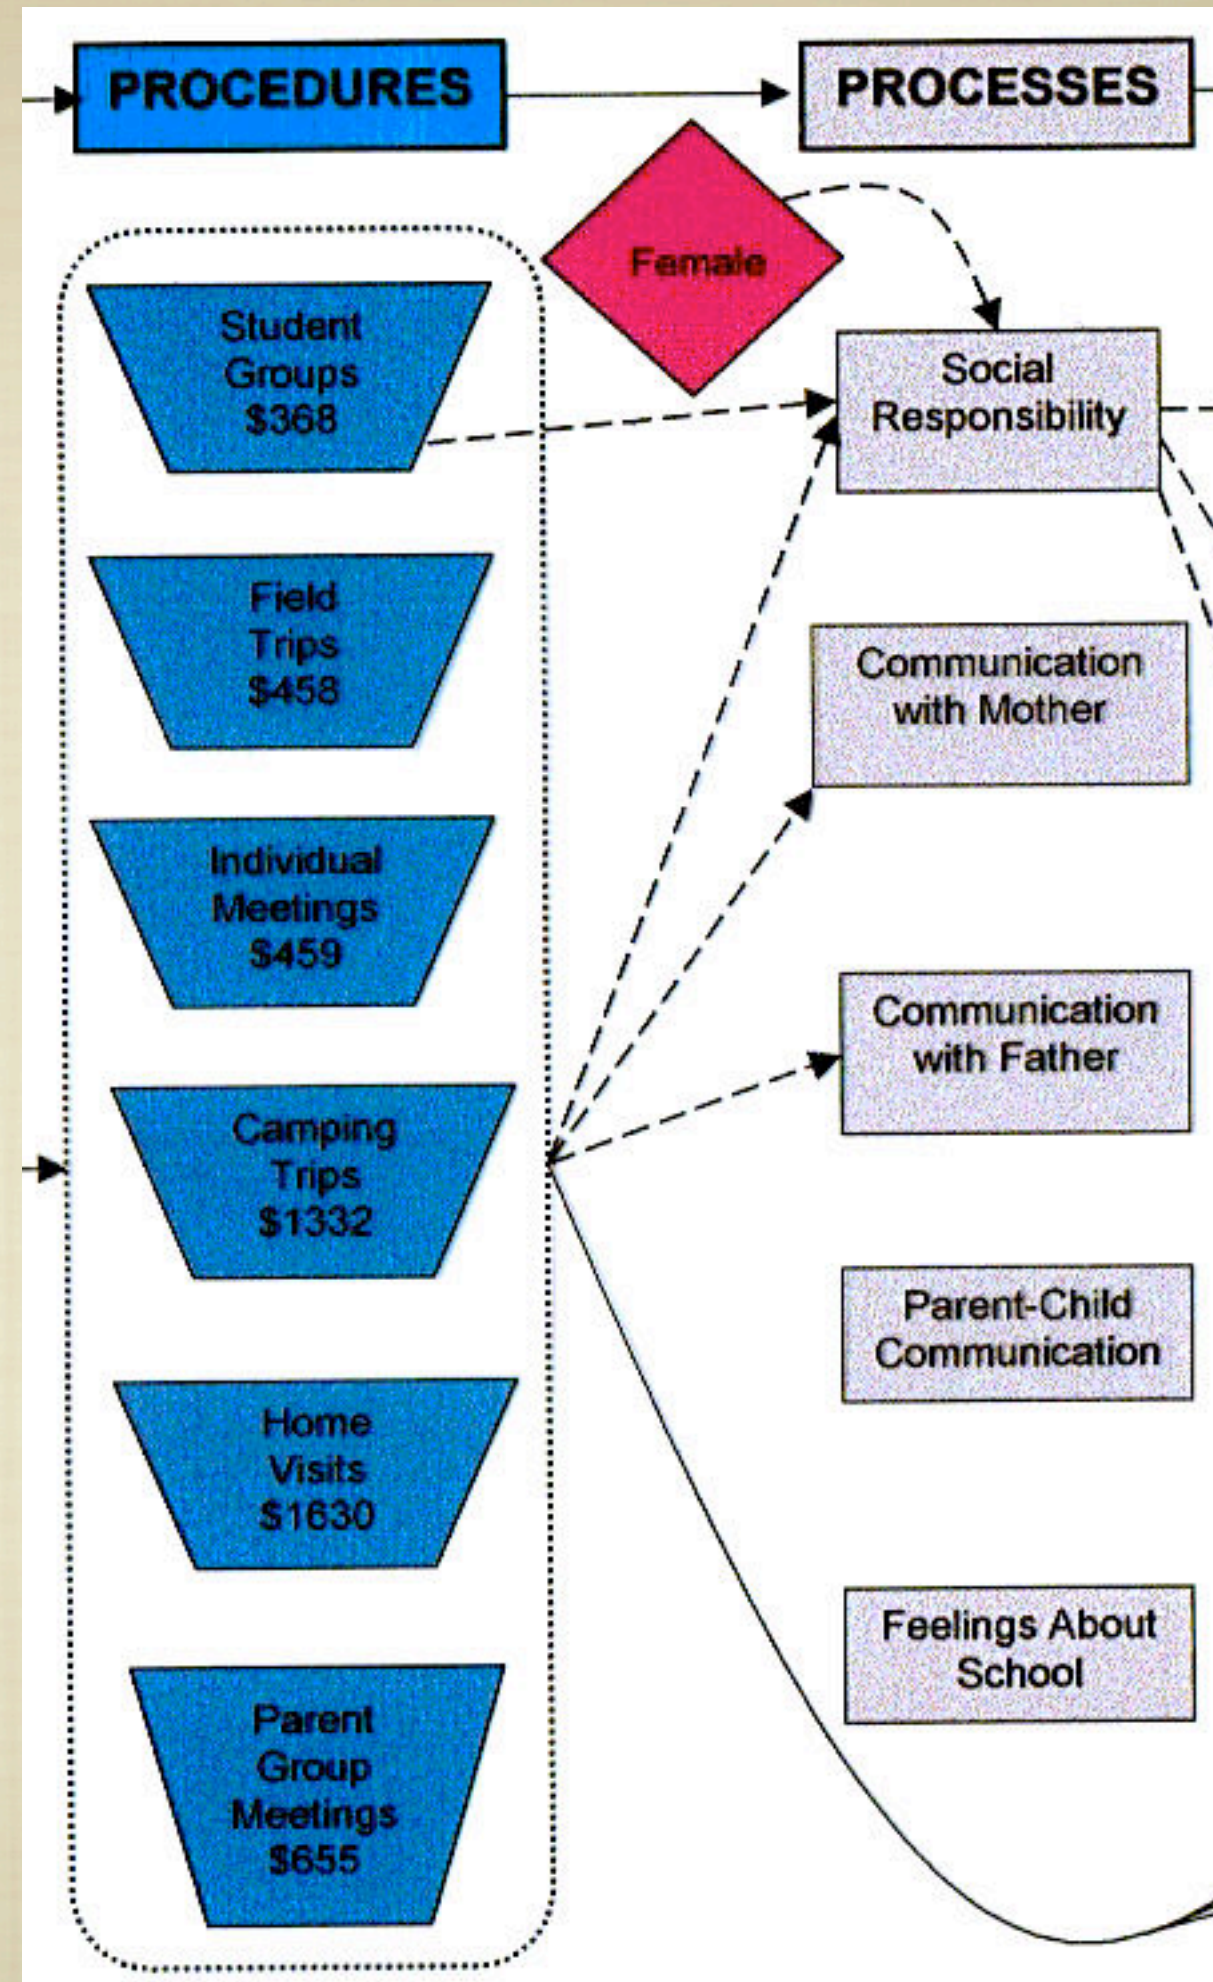 PROCEDURES
PROCESSES
Female
Student
Groups
$368
Social
Responsibility
Field
Trips
$458
Communication
with Mother
Individual
Meetings
$459
Communication
with Father
Camping
Trips
$1332
Parent-Child
Communication
Home
Visits
$1630
Feelings About
School
Parent
Group
Meetings
$655